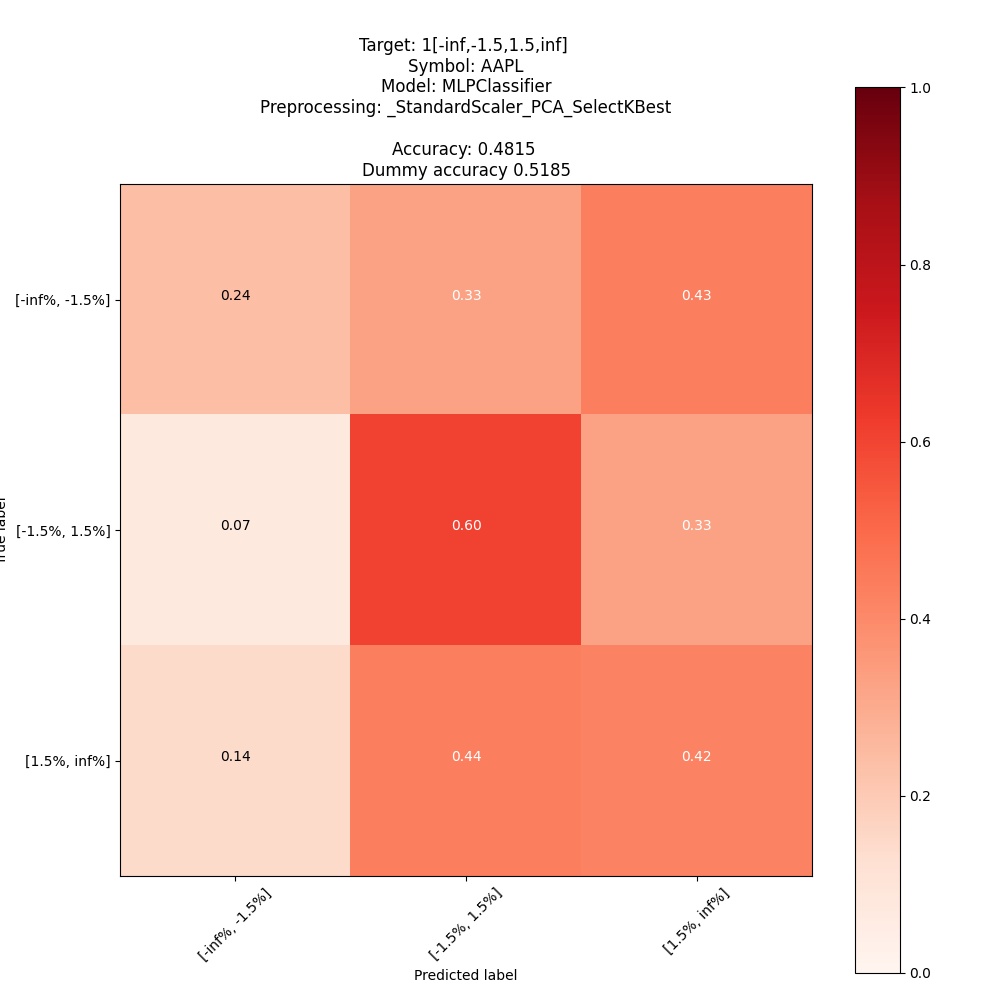 Target: 1[-inf,-1.5,1.5,inf]
Symbol: AAPL
Model: MLPClassifier
Preprocessing: _StandardScaler_PCA_SelectKBest
Accuracy: 0.4815
Dummy accuracy 0.5185
1.0
0.8
0.6
0.4
0.2
0.0
[-inf%, -1.5%]
0.24
0.33
0.43
[-1.5%, 1.5%]
0.07
0.60
0.33
[1.5%, inf%]
0.14
0.44
0.42
[-inf%, -1.5%]
[-1.5%, 1.5%]
[1.5%, inf%]
Predicted label
label